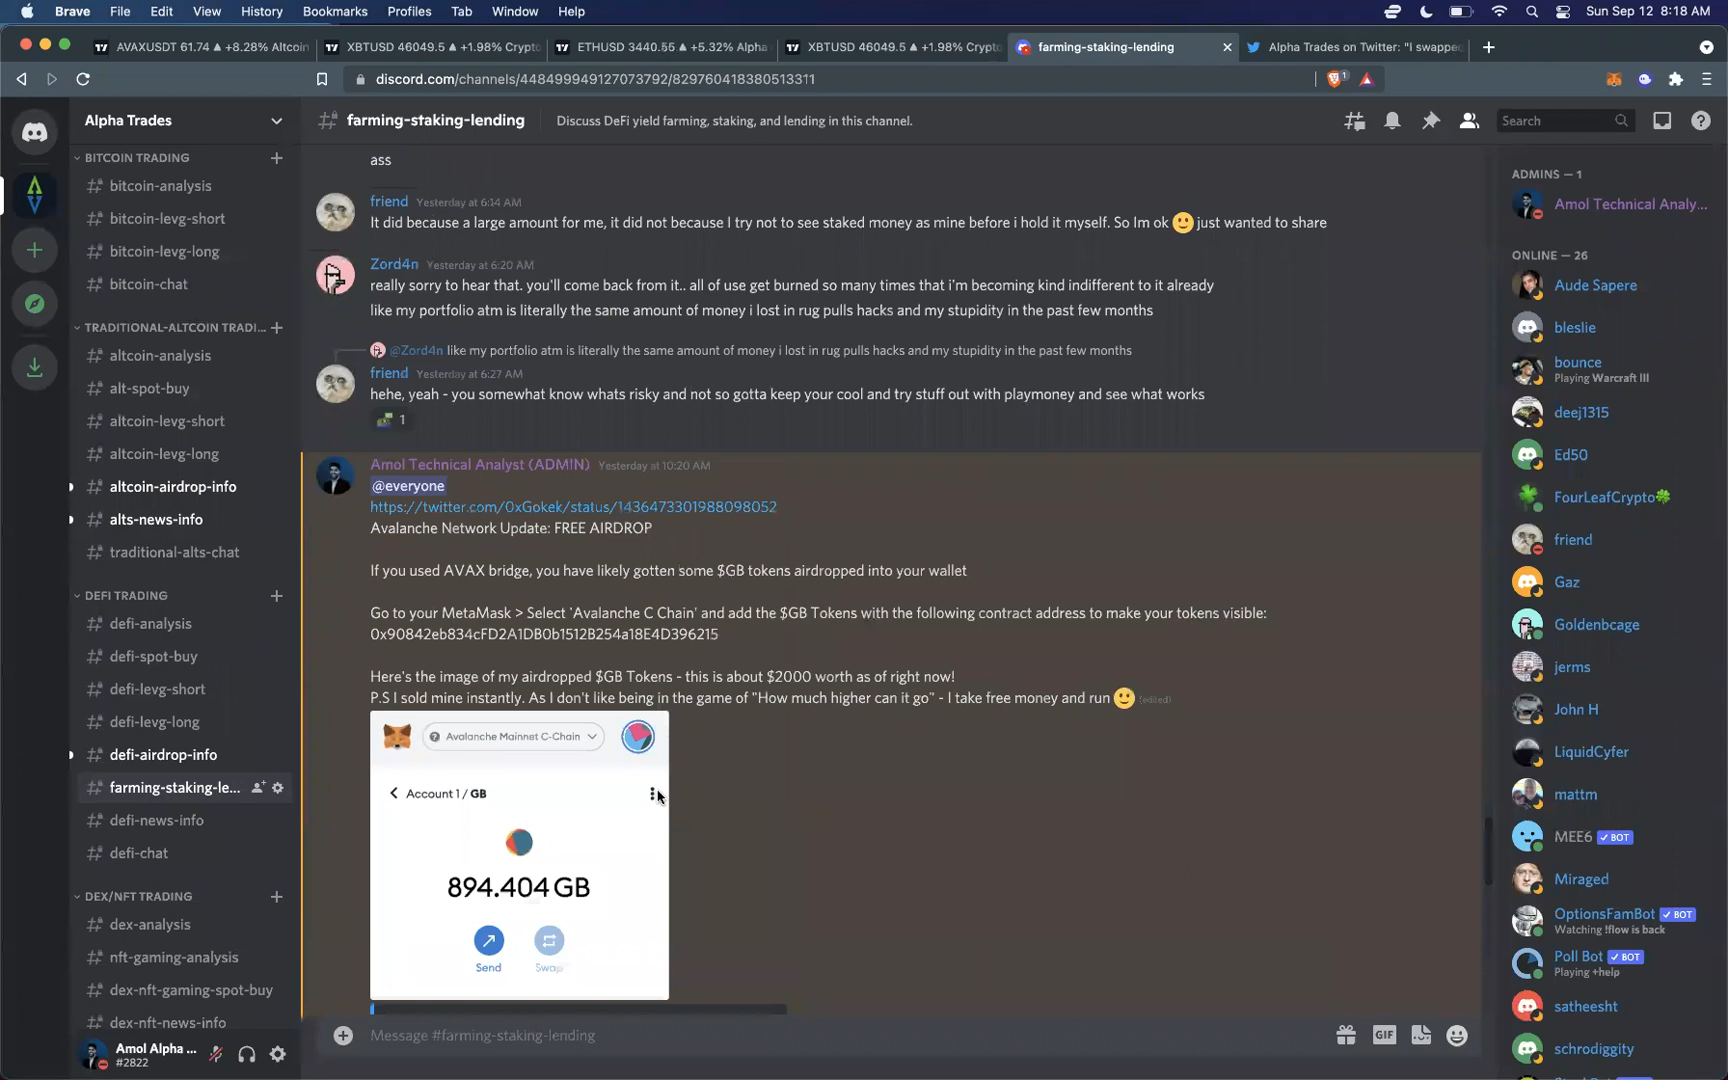 Brave File Edit View History Bookmarks Profiles Tab Window Help Sun Sep 12 8:18 AM
AVAXUSDT 61.74 ▲ +8.28% Altcoin
XBTUSD 46049.5 ▲ +1.98% Crypto
ETHUSD 3440.55 ▲ +5.32% Alpha
XBTUSD 46049.5 ▲ +1.98% Crypto
farming-staking-lending
Alpha Trades on Twitter: "I swapped
discord.com/channels/448499949127073792/829760418380513311
1
Alpha Trades
BITCOIN TRADING
bitcoin-analysis
bitcoin-levg-short
bitcoin-levg-long
bitcoin-chat
TRADITIONAL-ALTCOIN TRADI...
altcoin-analysis
alt-spot-buy
altcoin-levg-short
altcoin-levg-long
altcoin-airdrop-info
alts-news-info
traditional-alts-chat
DEFI TRADING
defi-analysis
defi-spot-buy
defi-levg-short
defi-levg-long
defi-airdrop-info
farming-staking-le...
defi-news-info
defi-chat
DEX/NFT TRADING
dex-analysis
nft-gaming-analysis
dex-nft-gaming-spot-buy
dex-nft-news-info
Amol Alpha ...
#2822
farming-staking-lending
Discuss DeFi yield farming, staking, and lending in this channel.
Search
ass
friend Yesterday at 6:14 AM
It did because a large amount for me, it did not because I try not to see staked money as mine before i hold it myself. So Im ok 🙂 just wanted to share
Zord4n Yesterday at 6:20 AM
really sorry to hear that. you'll come back from it.. all of use get burned so many times that i'm becoming kind indifferent to it already
like my portfolio atm is literally the same amount of money i lost in rug pulls hacks and my stupidity in the past few months
@Zord4n like my portfolio atm is literally the same amount of money i lost in rug pulls hacks and my stupidity in the past few months
friend Yesterday at 6:27 AM
hehe, yeah - you somewhat know whats risky and not so gotta keep your cool and try stuff out with playmoney and see what works
1
Amol Technical Analyst (ADMIN) Yesterday at 10:20 AM
@everyone
https://twitter.com/0xGokek/status/1436473301988098052
Avalanche Network Update: FREE AIRDROP
If you used AVAX bridge, you have likely gotten some $GB tokens airdropped into your wallet
Go to your MetaMask > Select 'Avalanche C Chain' and add the $GB Tokens with the following contract address to make your tokens visible:
0x90842eb834cFD2A1DB0b1512B254a18E4D396215
Here's the image of my airdropped $GB Tokens - this is about $2000 worth as of right now!
P.S I sold mine instantly. As I don't like being in the game of "How much higher can it go" - I take free money and run 🙂 (edited)
Avalanche Mainnet C-Chain
Account 1 / GB
894.404 GB
Send Swap
Message #farming-staking-lending
GIF
ADMINS — 1
Amol Technical Analy...
ONLINE — 26
Aude Sapere
bleslie
bounce
Playing Warcraft III
deej1315
Ed50
FourLeafCrypto🍀
friend
Gaz
Goldenbcage
jerms
John H
LiquidCyfer
mattm
MEE6 ✓ BOT
Miraged
OptionsFamBot ✓ BOT
Watching !flow is back
Poll Bot ✓ BOT
Playing +help
satheesht
schrodiggity